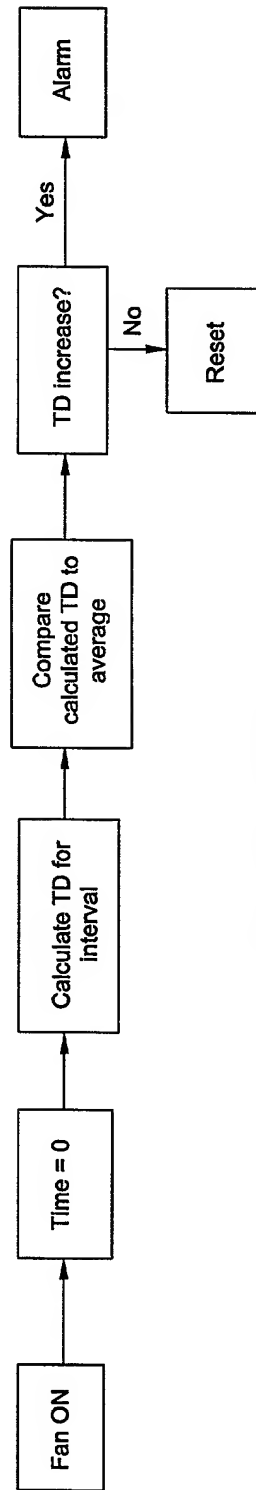 Fan ON
Time = 0
Calculate TD for
interval
Compare
calculated TD to
average
TD increase?
Yes
Alarm
No
Reset